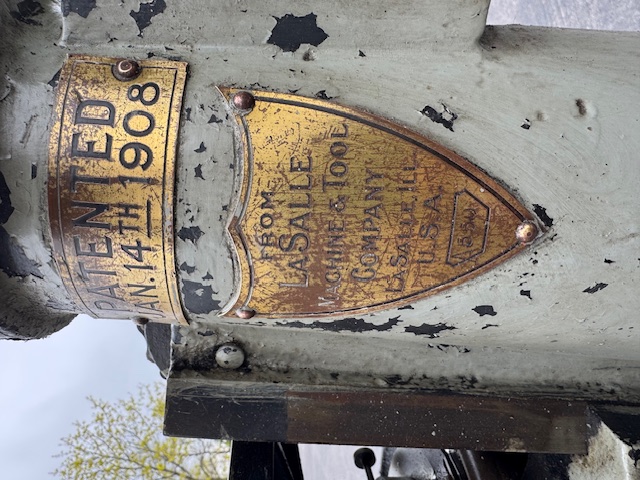 PATENTED
JAN. 14TH 1908
FROM
LASALLE
MACHINE & TOOL
COMPANY
LASALLE, ILL.
U.S.A.